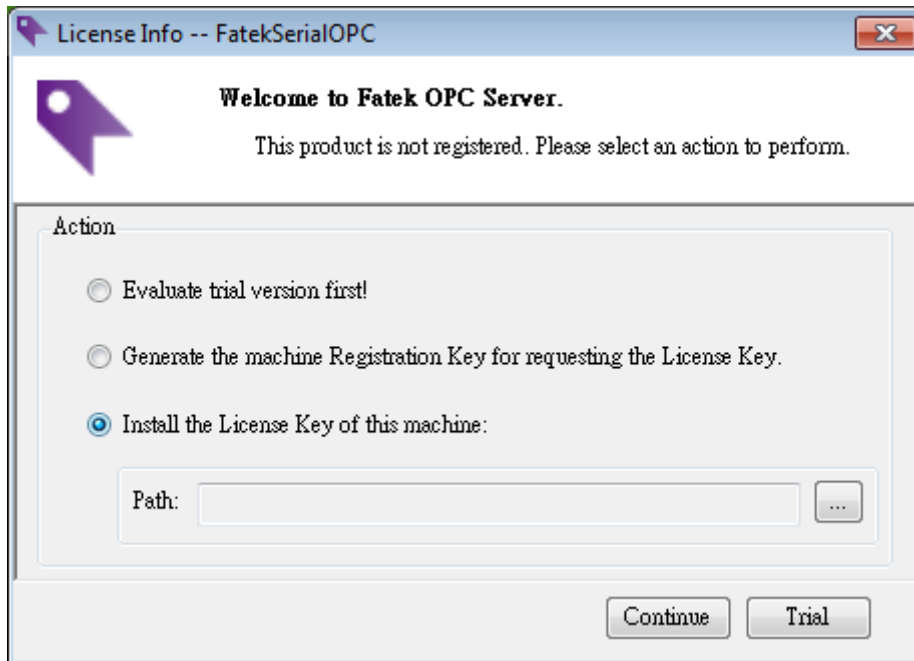 License Info -- FatekSerialOPC
Welcome to Fatek OPC Server.
This product is not registered. Please select an action to perform.
Action
Evaluate trial version first!
Generate the machine Registration Key for requesting the License Key.
Install the License Key of this machine:
Path:
...
Continue
Trial